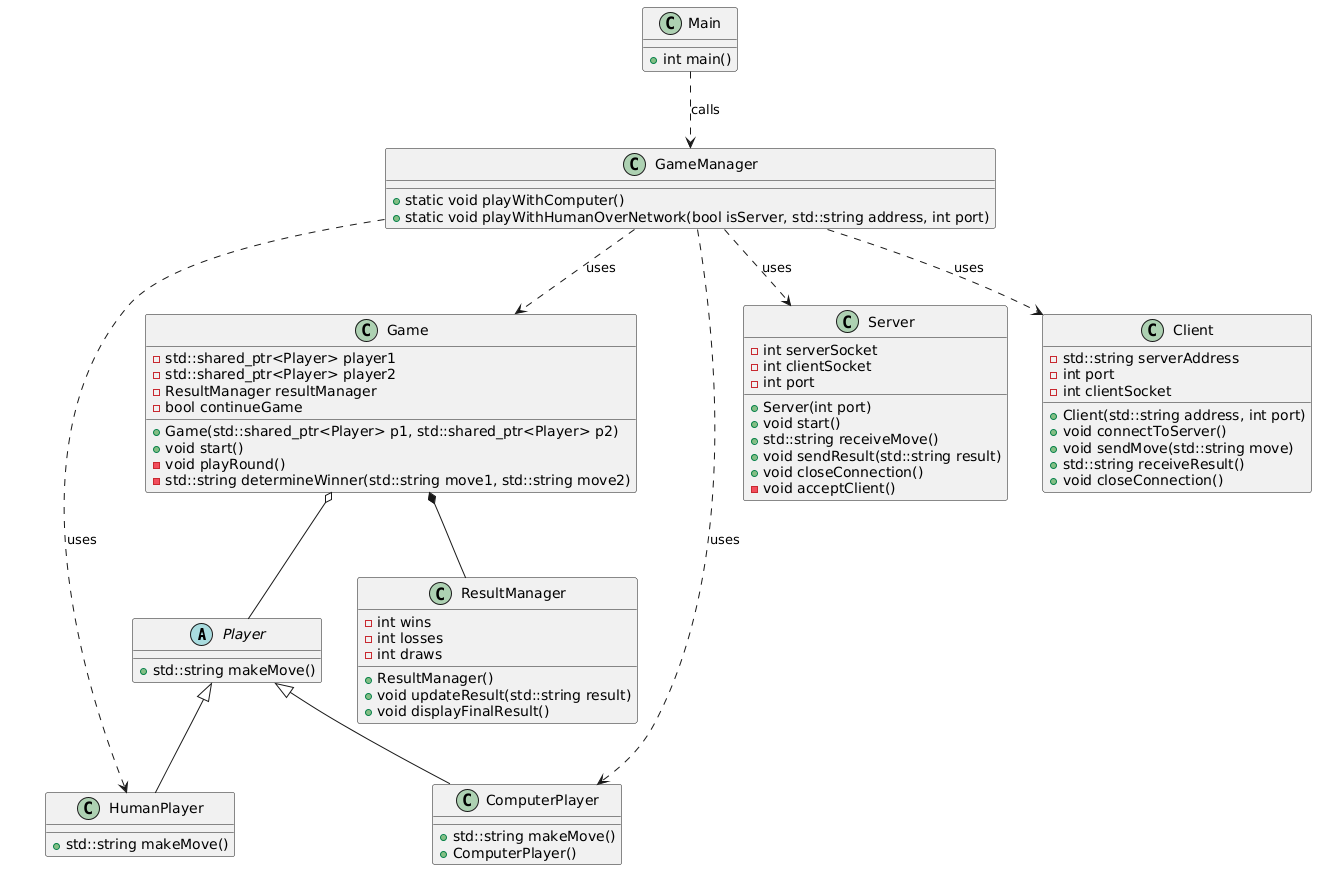 C Main
int main()
calls
C GameManager
static void playWithComputer()
static void playWithHumanOverNetwork(bool isServer, std::string address, int port)
uses
uses
uses
C Game
std::shared_ptr<Player> player1
std::shared_ptr<Player> player2
ResultManager resultManager
bool continueGame
Game(std::shared_ptr<Player> p1, std::shared_ptr<Player> p2)
void start()
void playRound()
std::string determineWinner(std::string move1, std::string move2)
C Server
int serverSocket
int clientSocket
int port
Server(int port)
void start()
std::string receiveMove()
void sendResult(std::string result)
void closeConnection()
void acceptClient()
C Client
std::string serverAddress
int port
int clientSocket
Client(std::string address, int port)
void connectToServer()
void sendMove(std::string move)
std::string receiveResult()
void closeConnection()
uses
uses
A Player
std::string makeMove()
C ResultManager
int wins
int losses
int draws
ResultManager()
void updateResult(std::string result)
void displayFinalResult()
C HumanPlayer
std::string makeMove()
C ComputerPlayer
std::string makeMove()
ComputerPlayer()